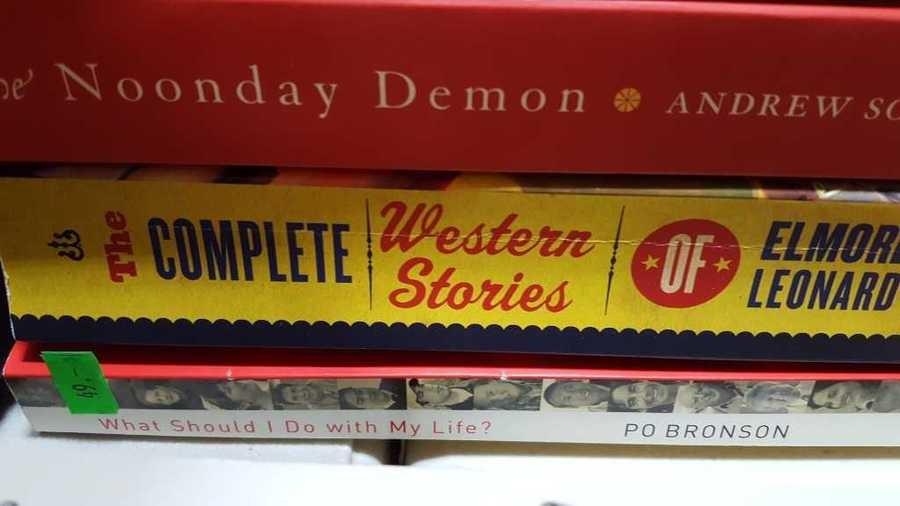 Noonday Demon ANDREW
The COMPLETE Western Stories OF ELMORE LEONARD
49.-
What Should I Do with My Life? PO BRONSON